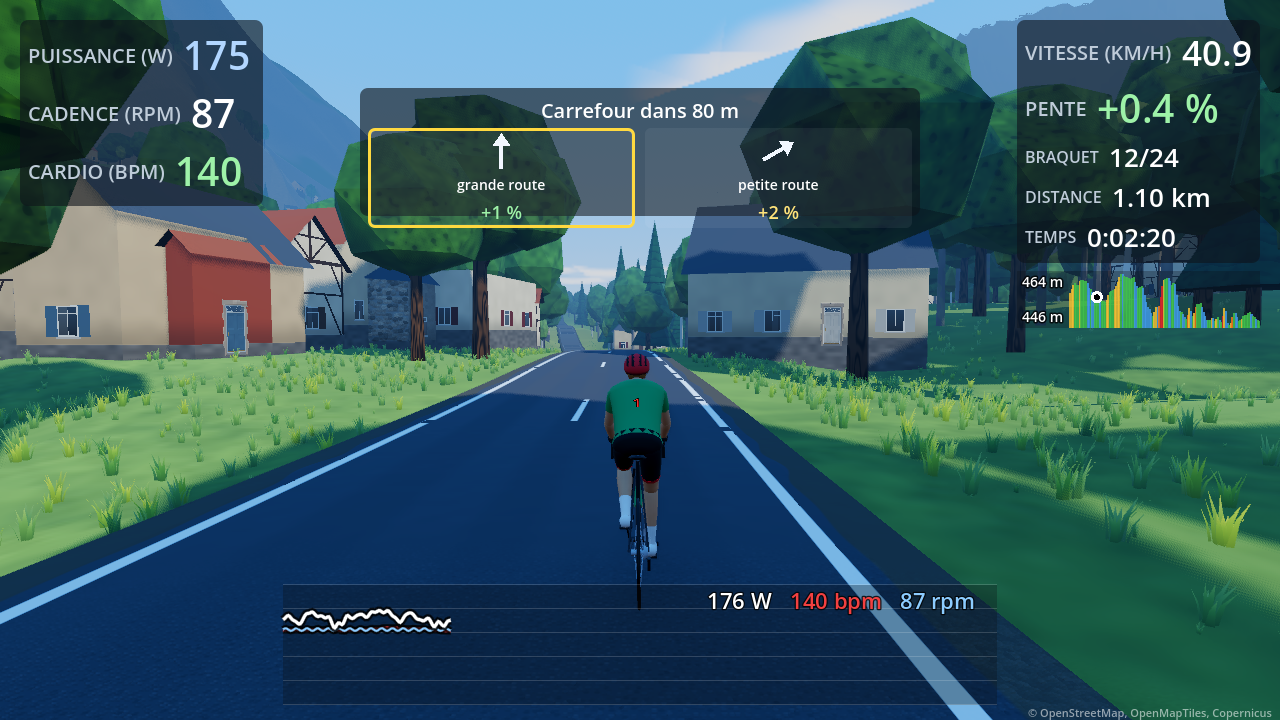 PUISSANCE (W) 175
CADENCE (RPM) 87
CARDIO (BPM) 140
Carrefour dans 80 m
grande route
+1 %
petite route
+2 %
VITESSE (KM/H) 40.9
PENTE +0.4 %
BRAQUET 12/24
DISTANCE 1.10 km
TEMPS 0:02:20
464 m
446 m
1
176 W 140 bpm 87 rpm
© OpenStreetMap, OpenMapTiles, Copernicus